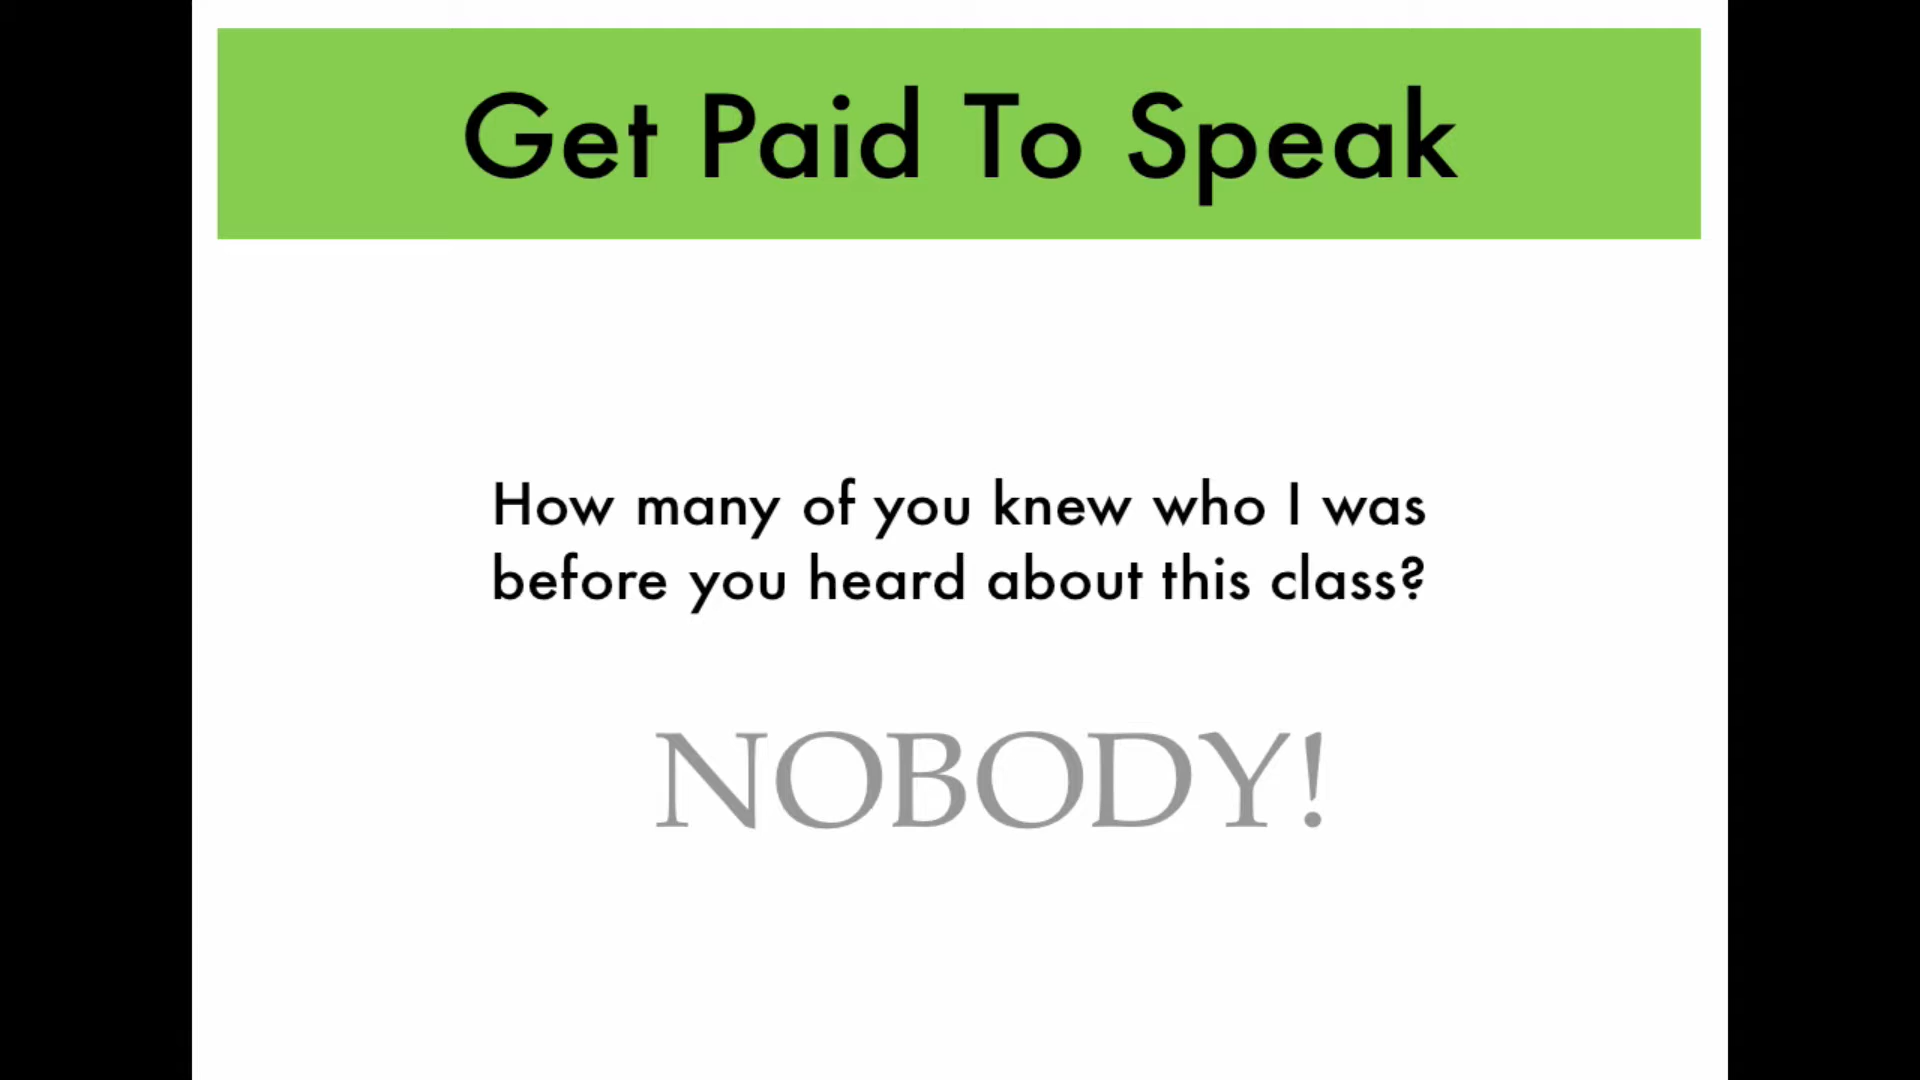 Get Paid To Speak
How many of you knew who I was
before you heard about this class?
NOBODY!